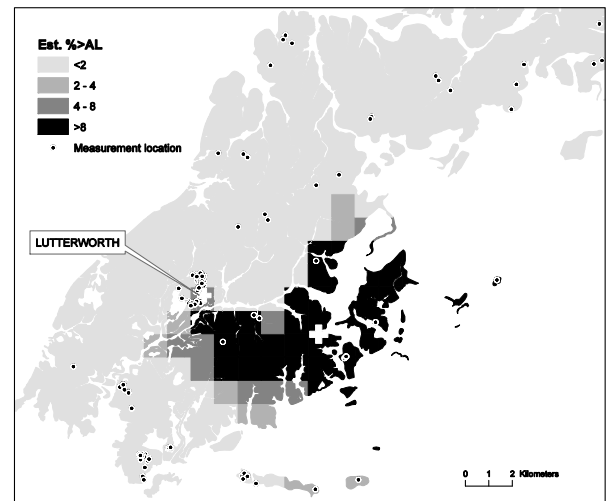 Est. %>AL
<2
2 - 4
4 - 8
>8
Measurement location
LUTTERWORTH
0 1 2 Kilometers